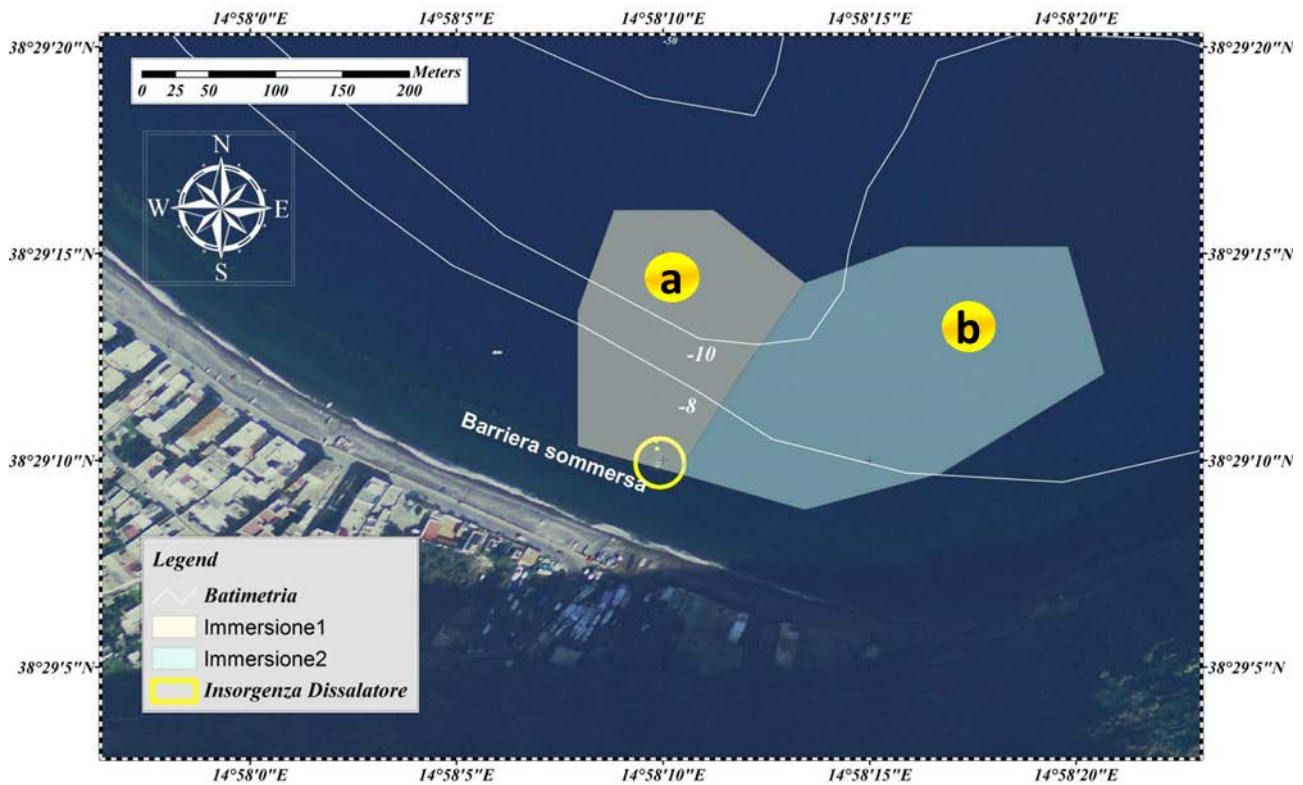 14°58'0"E 14°58'5"E 14°58'10"E 14°58'15"E 14°58'20"E
38°29'20"N 38°29'20"N
-50
Meters
0 25 50 100 150 200
N
W E
S
38°29'15"N 38°29'15"N
a
b
-10
-8
Barriera sommersa
38°29'10"N 38°29'10"N
Legend
Batimetria
Immersione1
Immersione2
Insorgenza Dissalatore
38°29'5"N 38°29'5"N
14°58'0"E 14°58'5"E 14°58'10"E 14°58'15"E 14°58'20"E